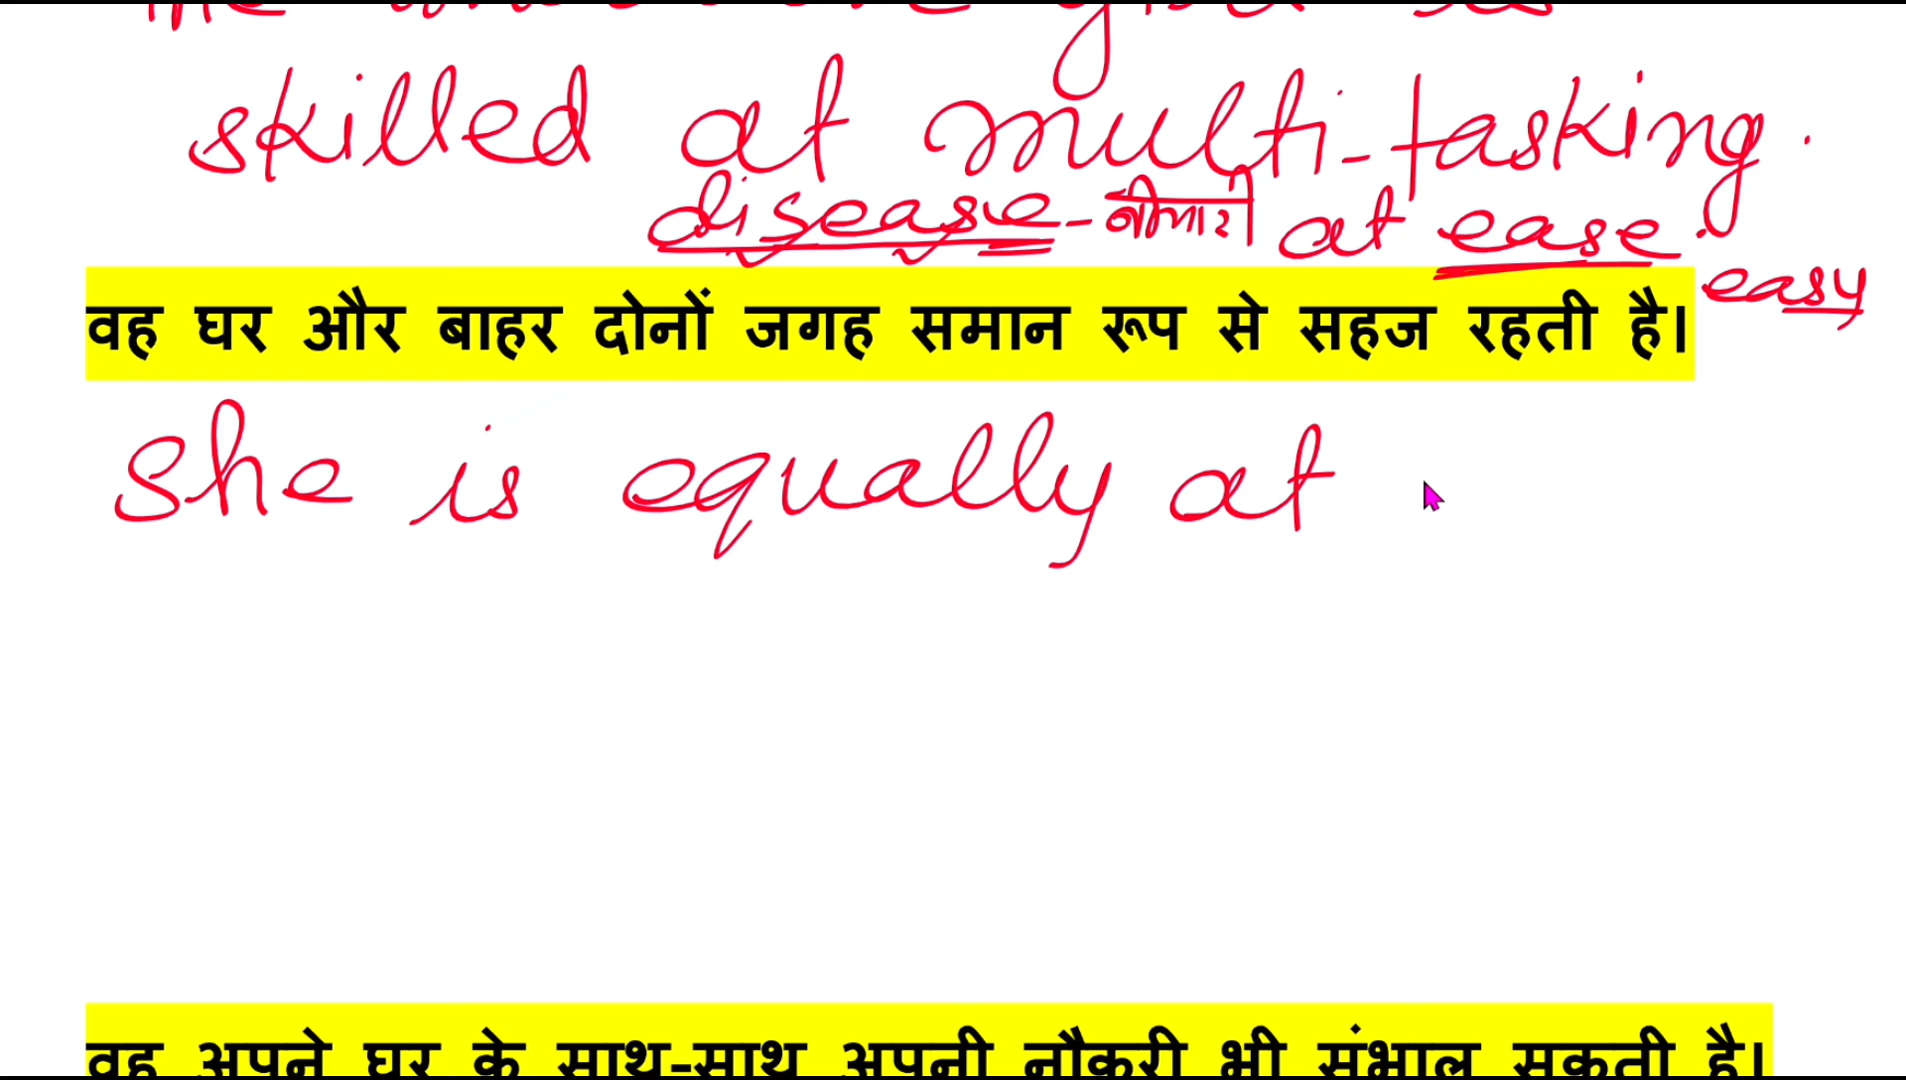 skilled at multi-tasking.
disease - बीमारी at ease.
easy
वह घर और बाहर दोनों जगह समान रूप से सहज रहती है।
She is equally at
वह अपने घर के साथ-साथ अपनी नौकरी भी संभाल सकती है।